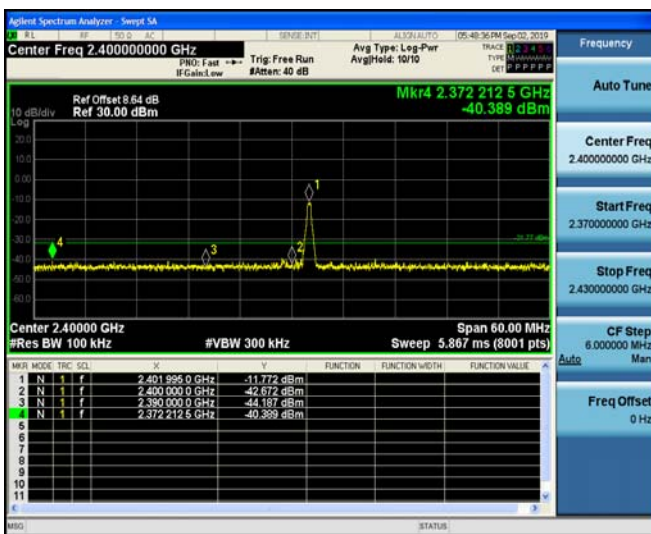 Agilent Spectrum Analyzer - Swept SA
RL RF 50 Ω AC SENSE:INT ALIGN AUTO 05:48:36 PM Sep 02, 2019
Center Freq 2.400000000 GHz
PNO: Fast
IFGain:Low
Trig: Free Run
#Atten: 40 dB
Avg Type: Log-Pwr
Avg|Hold: 10/10
TRACE 1 2 3 4 5 6
TYPE
DET P P P P P P
Frequency
Ref Offset 8.64 dB
Ref 30.00 dBm
10 dB/div
Log
Mkr4 2.372 212 5 GHz
-40.389 dBm
20.0
10.0
0.00
-10.0
-20.0
-30.0
-40.0
-50.0
-60.0
1
2
3
4
-31.77 dBm
Center 2.40000 GHz
#Res BW 100 kHz
#VBW 300 kHz
Span 60.00 MHz
Sweep 5.867 ms (8001 pts)
MKR MODE TRC SCL X Y FUNCTION FUNCTION WIDTH FUNCTION VALUE
1 N 1 f 2.401 995 0 GHz -11.772 dBm
2 N 1 f 2.400 000 0 GHz -42.672 dBm
3 N 1 f 2.390 000 0 GHz -44.187 dBm
4 N 1 f 2.372 212 5 GHz -40.389 dBm
5
6
7
8
9
10
11
MSG STATUS
Auto Tune
Center Freq
2.400000000 GHz
Start Freq
2.370000000 GHz
Stop Freq
2.430000000 GHz
CF Step
6.000000 MHz
Auto Man
Freq Offset
0 Hz